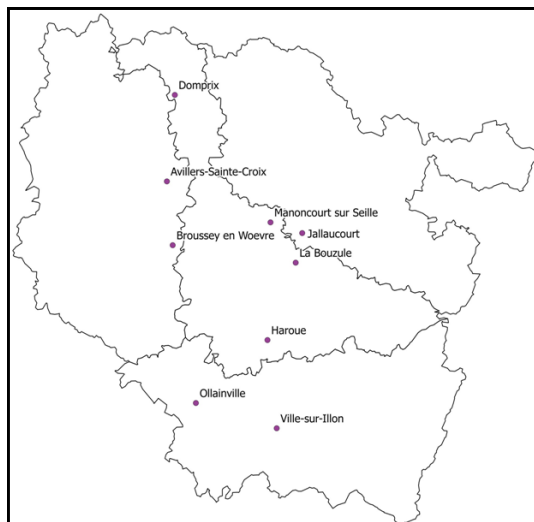 Domprix
Avillers-Sainte-Croix
Manoncourt sur Seille
Jallaucourt
Broussey en Woevre
La Bouzule
Haroue
Ollainville
Ville-sur-Illon